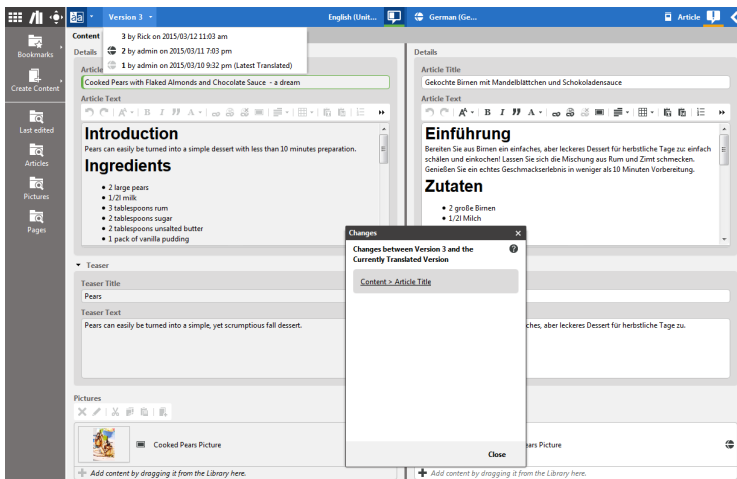 Version 3
English (Unit...
German (Ge...
Article
3 by Rick on 2015/03/12 11:03 am
2 by admin on 2015/03/11 7:03 pm
1 by admin on 2015/03/10 9:32 pm (Latest Translated)
Bookmarks
Create Content
Last edited
Articles
Pictures
Pages
Content
Details
Article
Cooked Pears with Flaked Almonds and Chocolate Sauce - a dream
Article Text
Introduction
Pears can easily be turned into a simple dessert with less than 10 minutes preparation.
Ingredients
2 large pears
1/2l milk
3 tablespoons rum
2 tablespoons sugar
2 tablespoons unsalted butter
1 pack of vanilla pudding
Teaser
Teaser Title
Pears
Teaser Text
Pears can easily be turned into a simple, yet scrumptious fall dessert.
Pictures
Cooked Pears Picture
Add content by dragging it from the Library here.
Details
Article Title
Gekochte Birnen mit Mandelblättchen und Schokoladensauce
Article Text
Einführung
Bereiten Sie aus Birnen ein einfaches, aber leckeres Dessert für herbstliche Tage zu: einfach
schälen und einkochen! Lassen Sie sich die Mischung aus Rum und Zimt schmecken.
Genießen Sie ein echtes Geschmackserlebnis in weniger als 10 Minuten Vorbereitung.
Zutaten
2 große Birnen
1/2l Milch
Changes
Changes between Version 3 and the
Currently Translated Version
Content > Article Title
Close
ches, aber leckeres Dessert für herbstliche Tage zu.
ears Picture
Add content by dragging it from the Library here.